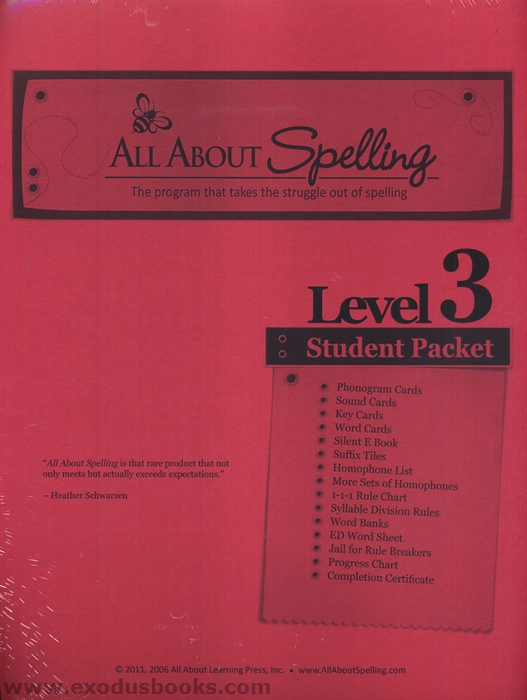 ALL ABOUT Spelling
The program that takes the struggle out of spelling
Level 3
Student Packet
Phonogram Cards
Sound Cards
Key Cards
Word Cards
Silent E Book
Suffix Tiles
Homophone List
More Sets of Homophones
1-1-1 Rule Chart
Syllable Division Rules
Word Banks
ED Word Sheet
Jail for Rule Breakers
Progress Chart
Completion Certificate
"All About Spelling is that rare product that not
only meets but actually exceeds expectations."
– Heather Schwarzen
© 2011, 2006 All About Learning Press, Inc. • www.AllAboutSpelling.com
www.exodusbooks.com